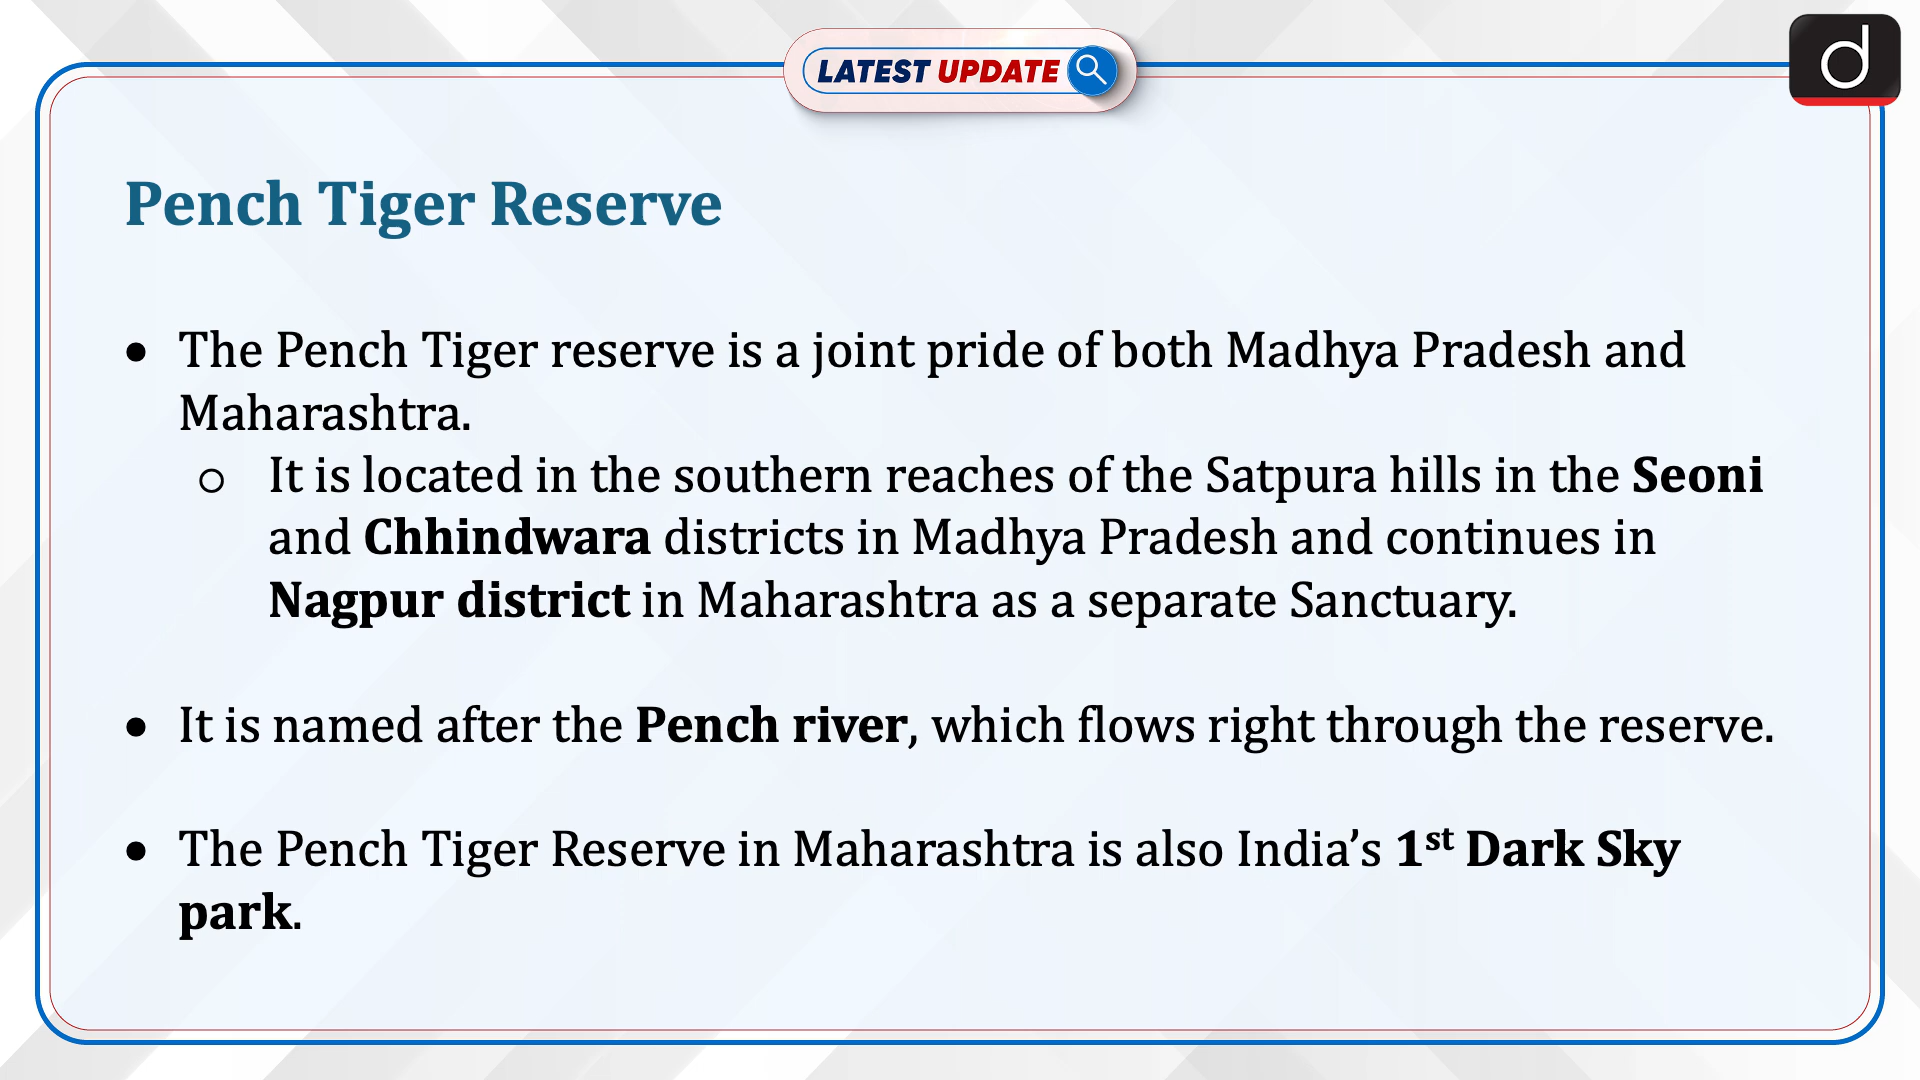 LATEST UPDATE
d
Pench Tiger Reserve
• The Pench Tiger reserve is a joint pride of both Madhya Pradesh and
Maharashtra.
○ It is located in the southern reaches of the Satpura hills in the Seoni
and Chhindwara districts in Madhya Pradesh and continues in
Nagpur district in Maharashtra as a separate Sanctuary.
• It is named after the Pench river, which flows right through the reserve.
• The Pench Tiger Reserve in Maharashtra is also India’s 1st Dark Sky
park.